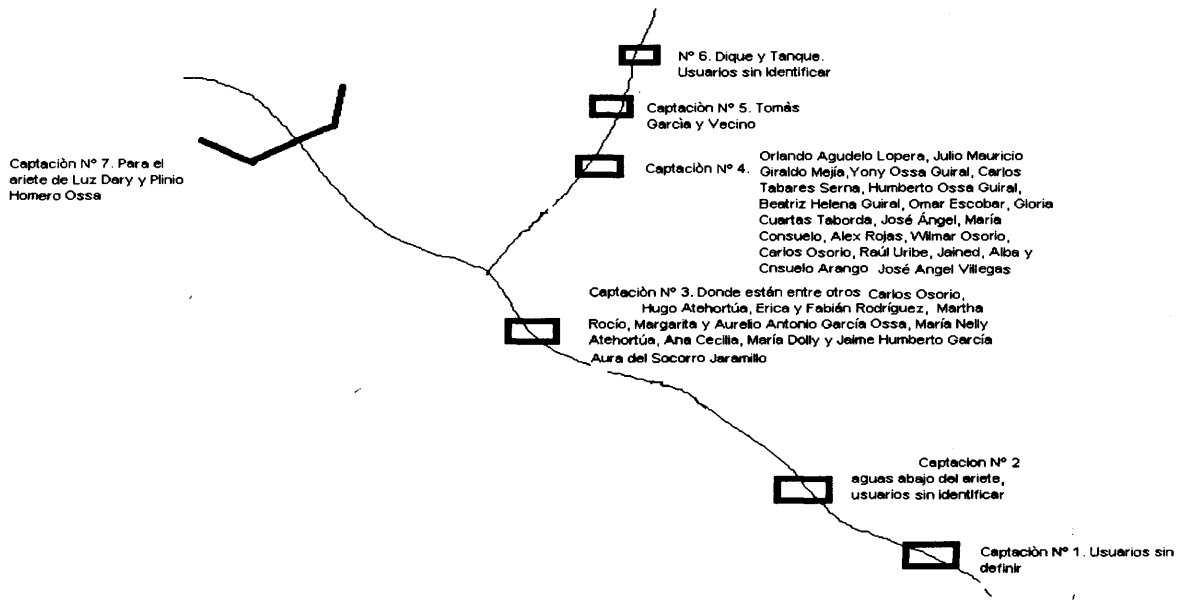 Nº 6. Dique y Tanque.
Usuarios sin identificar
Captaciòn Nº 5. Tomàs
Garcìa y Vecino
Captaciòn Nº 4.
Orlando Agudelo Lopera, Julio Mauricio
Giraldo Mejía,Yony Ossa Guiral, Carlos
Tabares Serna, Humberto Ossa Guiral,
Beatriz Helena Guiral, Omar Escobar, Gloria
Cuartas Taborda, José Ángel, María
Consuelo, Alex Rojas, Wilmar Osorio,
Carlos Osorio, Raúl Uribe, Jained, Alba y
Cnsuelo Arango José Angel Villegas
Captaciòn Nº 7. Para el
ariete de Luz Dary y Plinio
Homero Ossa
Captaciòn Nº 3. Donde están entre otros Carlos Osorio,
Hugo Atehortúa, Erica y Fabián Rodríguez, Martha
Rocío, Margarita y Aurelio Antonio García Ossa, María Nelly
Atehortúa, Ana Cecilia, María Dolly y Jaime Humberto García
Aura del Socorro Jaramillo
Captacion Nº 2
aguas abajo del ariete,
usuarios sin identificar
Captaciòn Nº 1. Usuarios sin
definir